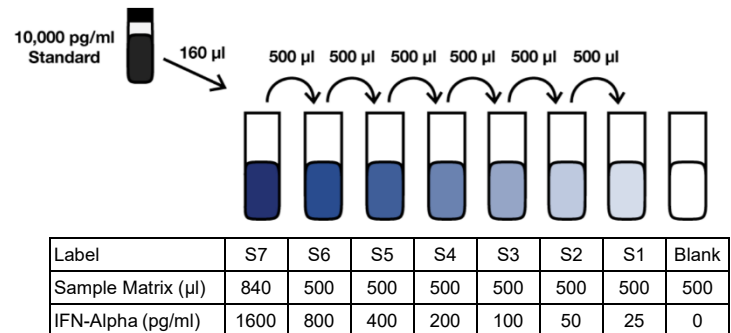 10,000 pg/ml
Standard
160 µl
500 µl 500 µl 500 µl 500 µl 500 µl 500 µl
Label S7 S6 S5 S4 S3 S2 S1 Blank
Sample Matrix (µl) 840 500 500 500 500 500 500 500
IFN-Alpha (pg/ml) 1600 800 400 200 100 50 25 0